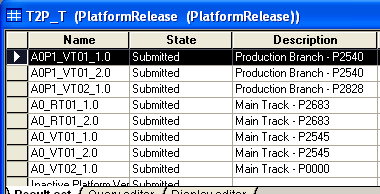 T2P_T (PlatformRelease (PlatformRelease))
Name State Description
A0P1_VT01_1.0 Submitted Production Branch - P2540
A0P1_VT01_2.0 Submitted Production Branch - P2540
A0P1_VT02_1.0 Submitted Production Branch - P2828
A0_RT01_1.0 Submitted Main Track - P2683
A0_RT01_2.0 Submitted Main Track - P2683
A0_VT01_1.0 Submitted Main Track - P2545
A0_VT01_2.0 Submitted Main Track - P2545
A0_VT02_1.0 Submitted Main Track - P0000
Inactive Platform Ver Submitted
Result set Query editor Display editor